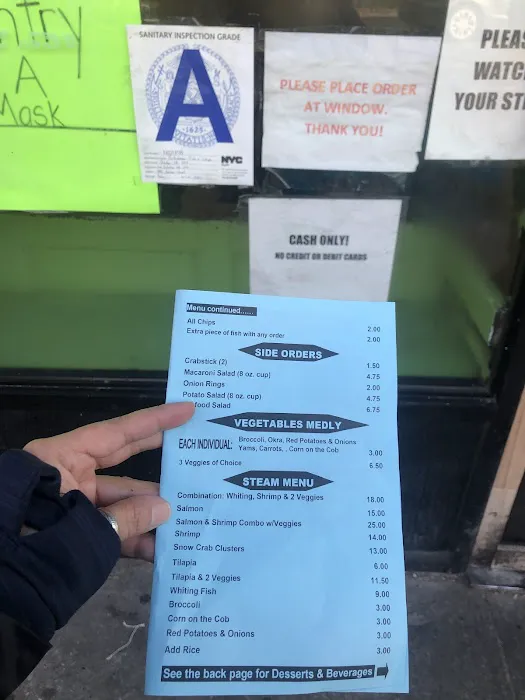 ntry
A
Mask
SANITARY INSPECTION GRADE
A
1625
NYC
PLEASE PLACE ORDER
AT WINDOW.
THANK YOU!
PLEAS
WATC
YOUR ST
CASH ONLY!
NO CREDIT OR DEBIT CARDS
Menu continued......
All Chips 2.00
Extra piece of fish with any order 2.00
SIDE ORDERS
Crabstick (2) 1.50
Macaroni Salad (8 oz. cup) 4.75
Onion Rings 2.00
Potato Salad (8 oz. cup) 4.75
food Salad 6.75
VEGETABLES MEDLY
EACH INDIVIDUAL: Broccoli, Okra, Red Potatoes & Onions
Yams, Carrots, . Corn on the Cob 3.00
3 Veggies of Choice 6.50
STEAM MENU
Combination: Whiting, Shrimp & 2 Veggies 18.00
Salmon 15.00
Salmon & Shrimp Combo w/Veggies 25.00
Shrimp 14.00
Snow Crab Clusters 13.00
Tilapia 6.00
Tilapia & 2 Veggies 11.50
Whiting Fish 9.00
Broccoli 3.00
Corn on the Cob 3.00
Red Potatoes & Onions 3.00
Add Rice 3.00
See the back page for Desserts & Beverages